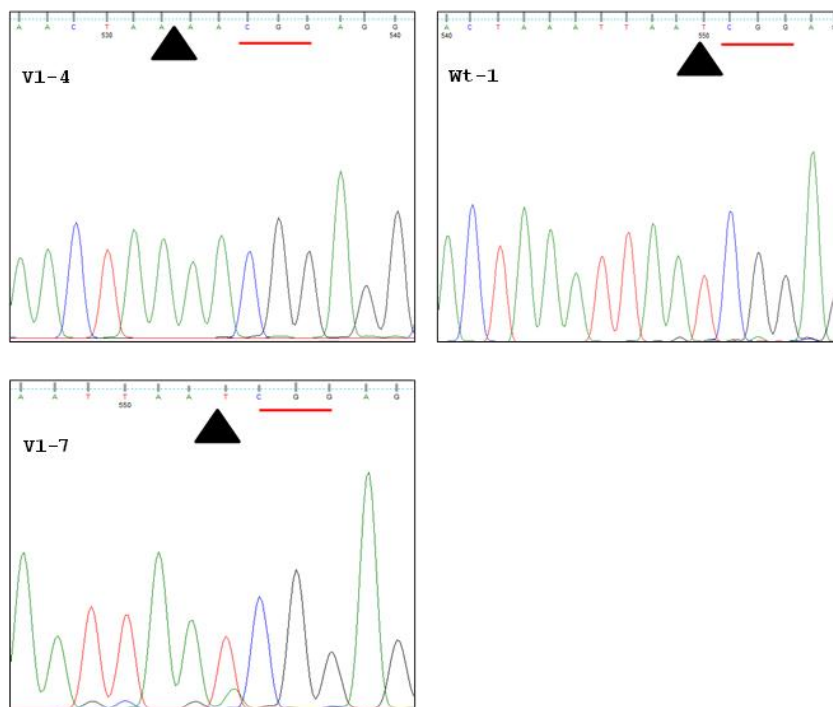 A A C T A A A A C G G A G G
530 540
V1-4
A C T A A A T T A A T C G G A G
540 550
Wt-1
A A T T A A T C G G A G
550
V1-7